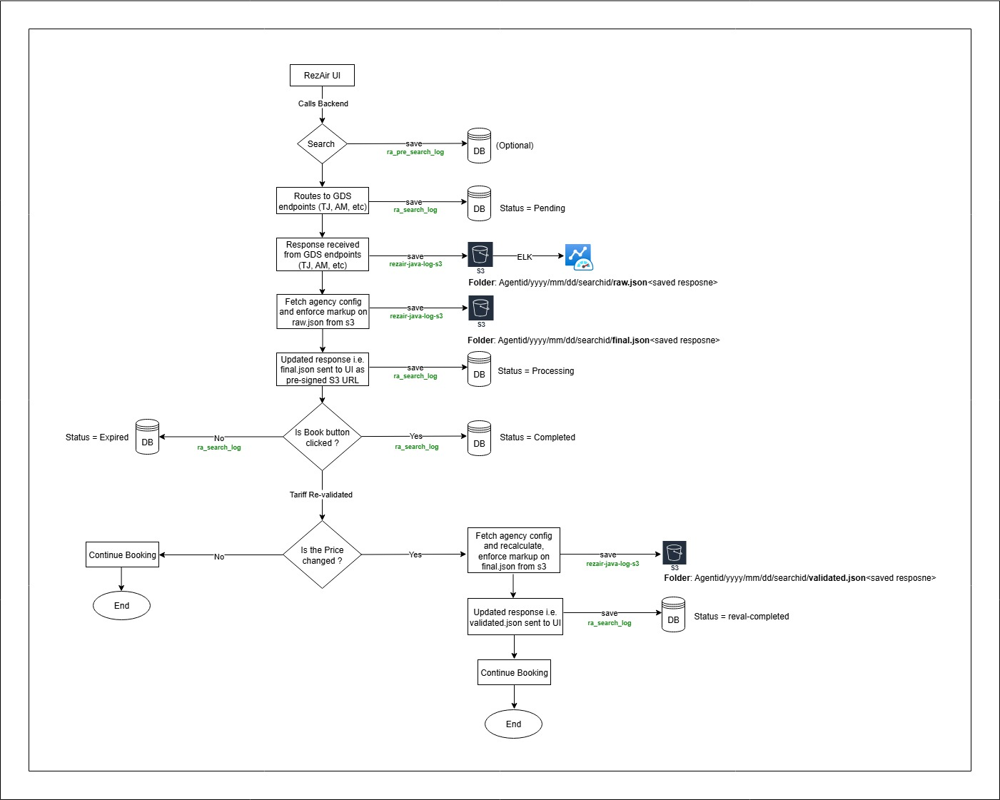 RezAir UI
Calls Backend
Search
save
ra_pre_search_log
DB
(Optional)
Routes to GDS
endpoints (TJ, AM, etc)
save
ra_search_log
DB
Status = Pending
Response received
from GDS endpoints
(TJ, AM, etc)
save
rezair-java-log-s3
S3
ELK
Folder: Agentid/yyyy/mm/dd/searchid/raw.json<saved resposne>
Fetch agency config
and enforce markup on
raw.json from s3
save
rezair-java-log-s3
S3
Folder: Agentid/yyyy/mm/dd/searchid/final.json<saved resposne>
Updated response i.e.
final.json sent to UI as
pre-signed S3 URL
save
ra_search_log
DB
Status = Processing
Status = Expired
DB
No
ra_search_log
Is Book button
clicked ?
Yes
ra_search_log
DB
Status = Completed
Tariff Re-validated
Continue Booking
No
Is the Price
changed ?
Yes
Fetch agency config
and recalculate,
enforce markup on
final.json from s3
save
rezair-java-log-s3
S3
Folder: Agentid/yyyy/mm/dd/searchid/validated.json<saved resposne>
End
Updated response i.e.
validated.json sent to UI
save
ra_search_log
DB
Status = reval-completed
Continue Booking
End